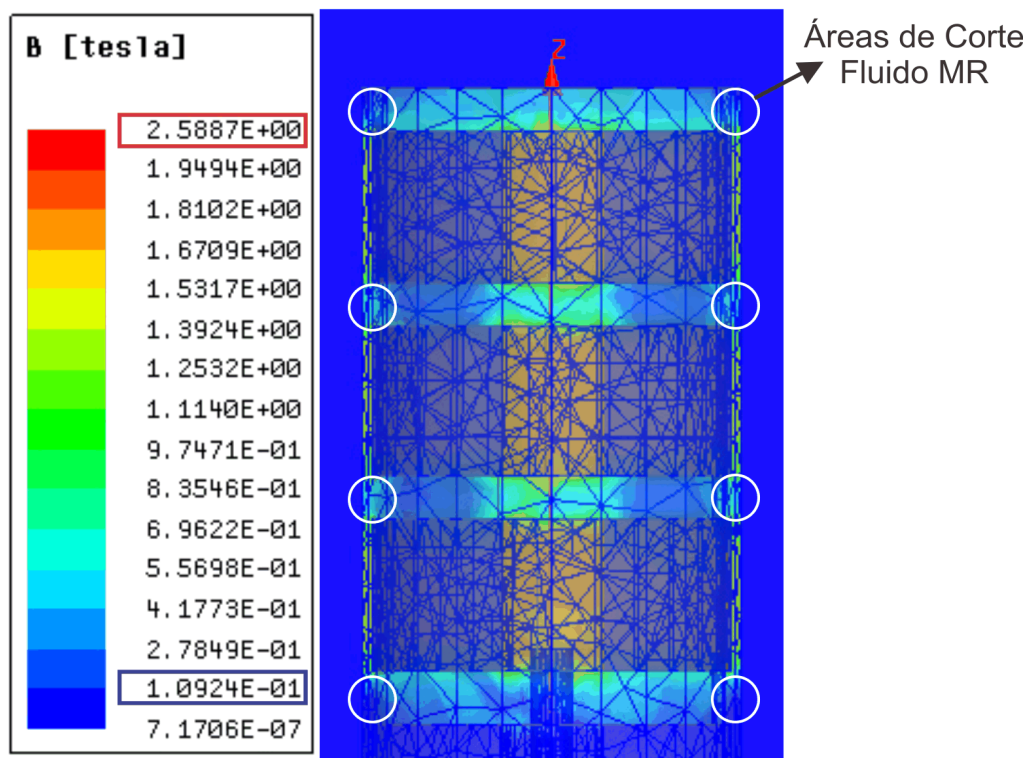 B [tesla]
2.5887E+00
1.9494E+00
1.8102E+00
1.6709E+00
1.5317E+00
1.3924E+00
1.2532E+00
1.1140E+00
9.7471E-01
8.3546E-01
6.9622E-01
5.5698E-01
4.1773E-01
2.7849E-01
1.0924E-01
7.1706E-07
Z
Áreas de Corte
Fluido MR